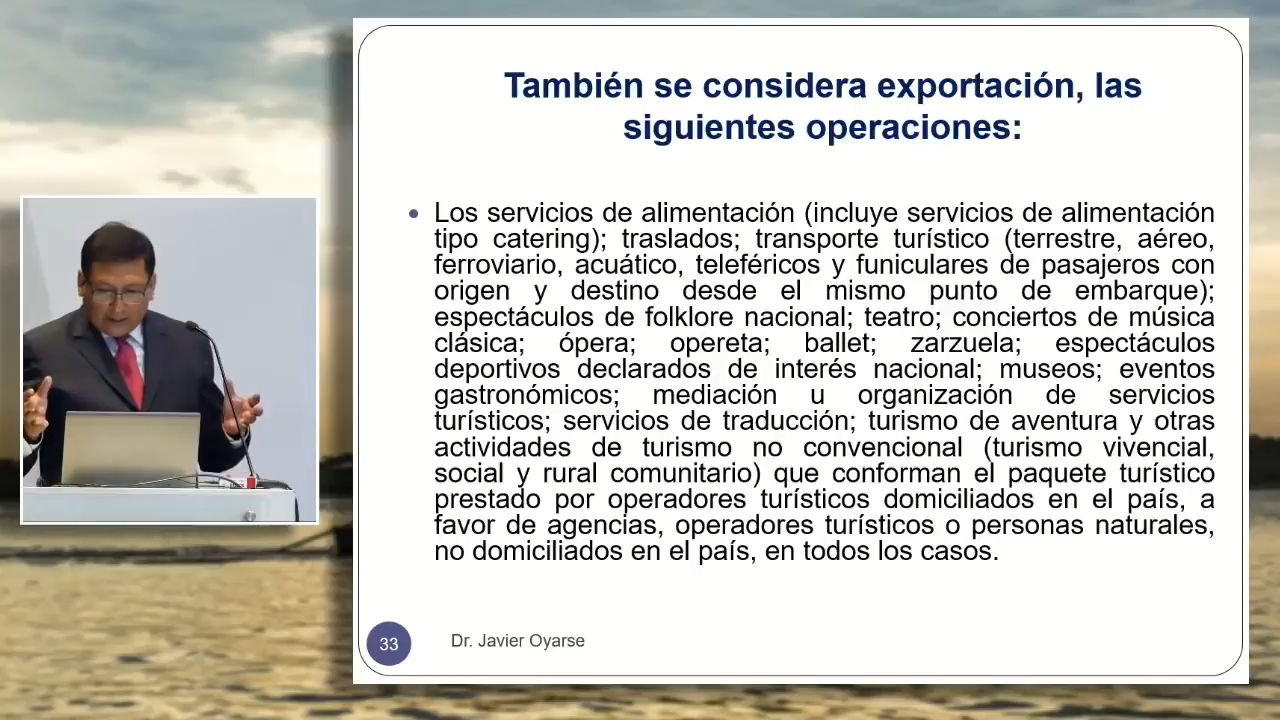 También se considera exportación, las
siguientes operaciones:
• Los servicios de alimentación (incluye servicios de alimentación
tipo catering); traslados; transporte turístico (terrestre, aéreo,
ferroviario, acuático, teleféricos y funiculares de pasajeros con
origen y destino desde el mismo punto de embarque);
espectáculos de folklore nacional; teatro; conciertos de música
clásica; ópera; opereta; ballet; zarzuela; espectáculos
deportivos declarados de interés nacional; museos; eventos
gastronómicos; mediación u organización de servicios
turísticos; servicios de traducción; turismo de aventura y otras
actividades de turismo no convencional (turismo vivencial,
social y rural comunitario) que conforman el paquete turístico
prestado por operadores turísticos domiciliados en el país, a
favor de agencias, operadores turísticos o personas naturales,
no domiciliados en el país, en todos los casos.
33
Dr. Javier Oyarse